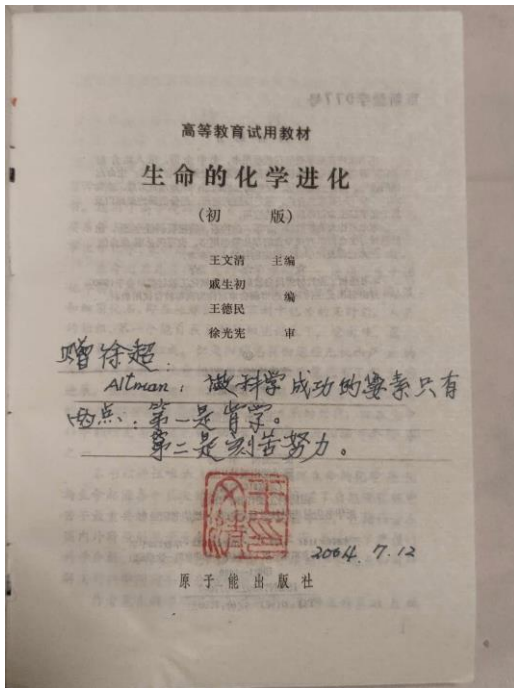 高等教育试用教材
生命的化学进化
(初 版)
王文清 主编
戚生初
编
王德民
徐光宪 审
赠徐超:
Altman: 做科学成功的要素只有
两点:第一是肯学。
第二是刻苦努力。
2004.7.12
原子能出版社